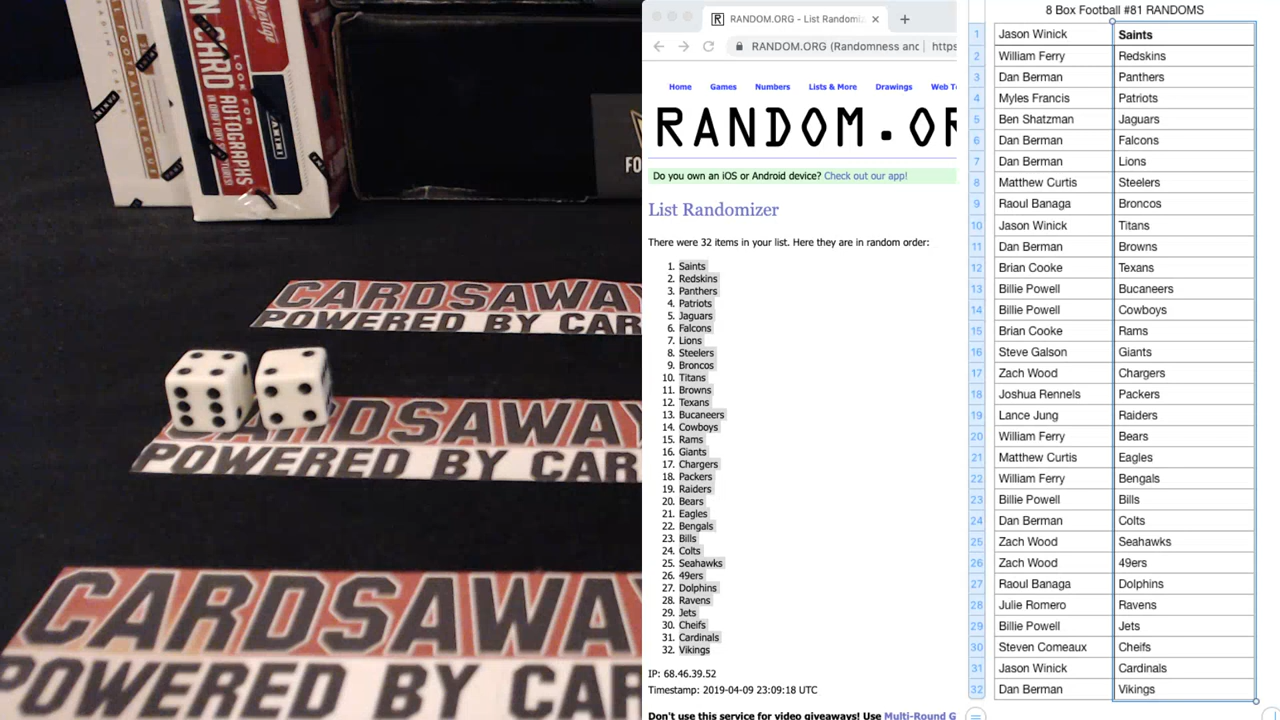 Prestige
N CARD
LOOK FOR
AUTOGRAPHS
PANINI
FOOTBALL LEAGUE
FO
CARDSAWAY
POWERED BY CAR
CARDSAWAY
POWERED BY CAR
CARDSAWAY
POWERED BY CAR
RANDOM.ORG - List Randomiz
RANDOM.ORG (Randomness and
https
Home Games Numbers Lists & More Drawings Web T
RANDOM.OR
Do you own an iOS or Android device? Check out our app!
List Randomizer
There were 32 items in your list. Here they are in random order:
1. Saints
2. Redskins
3. Panthers
4. Patriots
5. Jaguars
6. Falcons
7. Lions
8. Steelers
9. Broncos
10. Titans
11. Browns
12. Texans
13. Bucaneers
14. Cowboys
15. Rams
16. Giants
17. Chargers
18. Packers
19. Raiders
20. Bears
21. Eagles
22. Bengals
23. Bills
24. Colts
25. Seahawks
26. 49ers
27. Dolphins
28. Ravens
29. Jets
30. Cheifs
31. Cardinals
32. Vikings
IP: 68.46.39.52
Timestamp: 2019-04-09 23:09:18 UTC
Don't use this service for video giveaways! Use Multi-Round G
8 Box Football #81 RANDOMS
1 Jason Winick Saints
2 William Ferry Redskins
3 Dan Berman Panthers
4 Myles Francis Patriots
5 Ben Shatzman Jaguars
6 Dan Berman Falcons
7 Dan Berman Lions
8 Matthew Curtis Steelers
9 Raoul Banaga Broncos
10 Jason Winick Titans
11 Dan Berman Browns
12 Brian Cooke Texans
13 Billie Powell Bucaneers
14 Billie Powell Cowboys
15 Brian Cooke Rams
16 Steve Galson Giants
17 Zach Wood Chargers
18 Joshua Rennels Packers
19 Lance Jung Raiders
20 William Ferry Bears
21 Matthew Curtis Eagles
22 William Ferry Bengals
23 Billie Powell Bills
24 Dan Berman Colts
25 Zach Wood Seahawks
26 Zach Wood 49ers
27 Raoul Banaga Dolphins
28 Julie Romero Ravens
29 Billie Powell Jets
30 Steven Comeaux Cheifs
31 Jason Winick Cardinals
32 Dan Berman Vikings